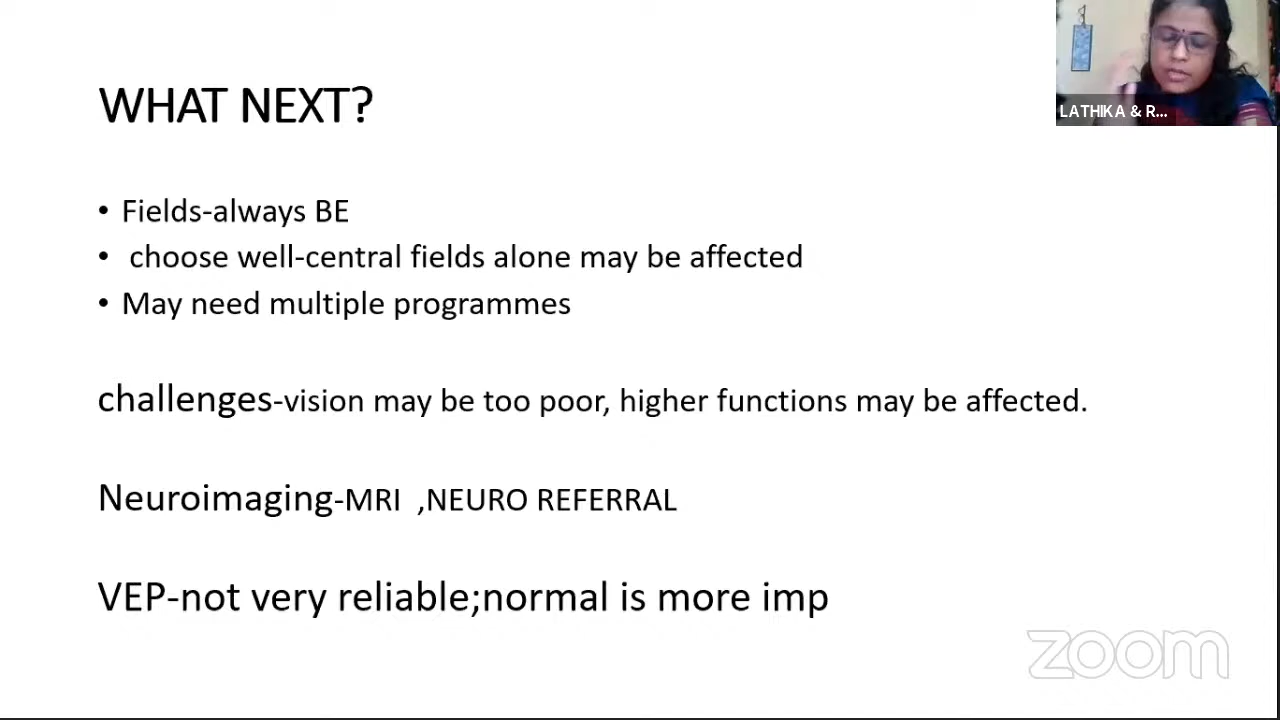 WHAT NEXT?
LATHIKA & R...
• Fields-always BE
• choose well-central fields alone may be affected
• May need multiple programmes
challenges-vision may be too poor, higher functions may be affected.
Neuroimaging-MRI ,NEURO REFERRAL
VEP-not very reliable;normal is more imp
zoom